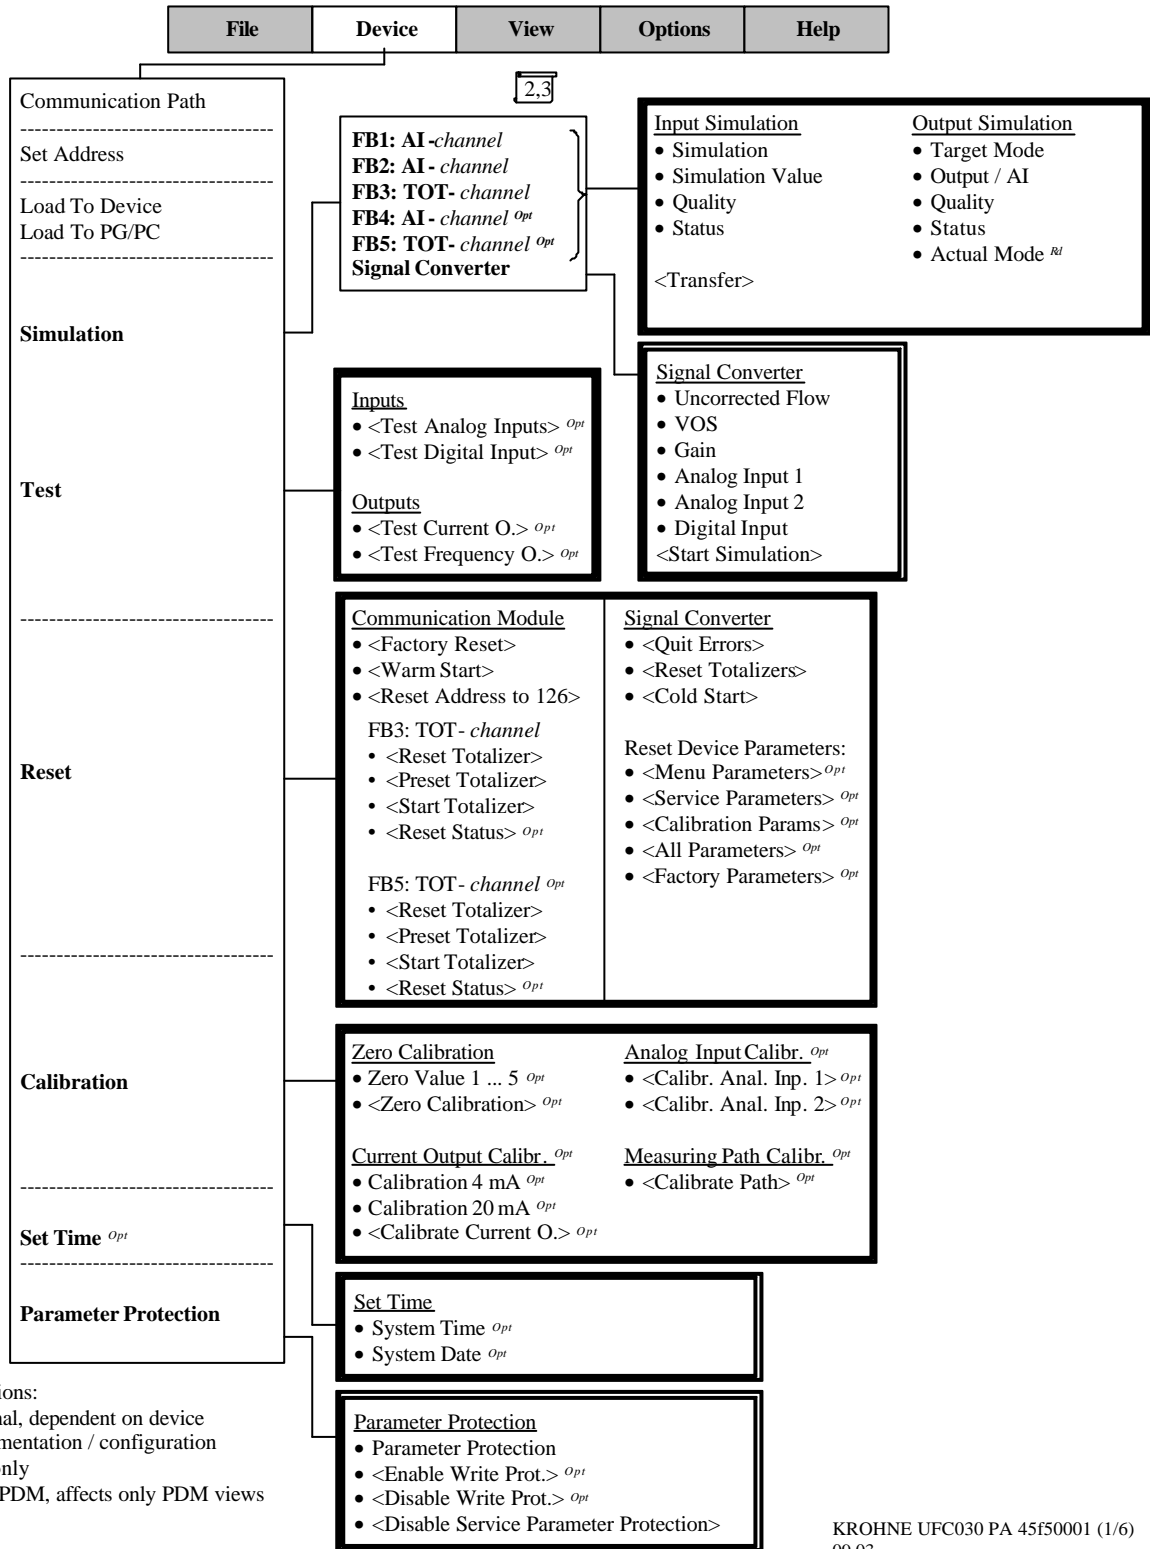 File Device View Options Help
Communication Path
Set Address
Load To Device
Load To PG/PC
Simulation
Test
Reset
Calibration
Set Time Opt
Parameter Protection
2,3
FB1: AI -channel
FB2: AI - channel
FB3: TOT- channel
FB4: AI - channel Opt
FB5: TOT- channel Opt
Signal Converter
Input Simulation
• Simulation
• Simulation Value
• Quality
• Status
<Transfer>
Output Simulation
• Target Mode
• Output / AI
• Quality
• Status
• Actual Mode Rd
Signal Converter
• Uncorrected Flow
• VOS
• Gain
• Analog Input 1
• Analog Input 2
• Digital Input
<Start Simulation>
Inputs
• <Test Analog Inputs> Opt
• <Test Digital Input> Opt
Outputs
• <Test Current O.> Opt
• <Test Frequency O.> Opt
Communication Module
• <Factory Reset>
• <Warm Start>
• <Reset Address to 126>
FB3: TOT- channel
• <Reset Totalizer>
• <Preset Totalizer>
• <Start Totalizer>
• <Reset Status> Opt
FB5: TOT- channel Opt
• <Reset Totalizer>
• <Preset Totalizer>
• <Start Totalizer>
• <Reset Status> Opt
Signal Converter
• <Quit Errors>
• <Reset Totalizers>
• <Cold Start>
Reset Device Parameters:
• <Menu Parameters> Opt
• <Service Parameters> Opt
• <Calibration Params> Opt
• <All Parameters> Opt
• <Factory Parameters> Opt
Zero Calibration
• Zero Value 1 ... 5 Opt
• <Zero Calibration> Opt
Current Output Calibr. Opt
• Calibration 4 mA Opt
• Calibration 20 mA Opt
• <Calibrate Current O.> Opt
Analog Input Calibr. Opt
• <Calibr. Anal. Inp. 1> Opt
• <Calibr. Anal. Inp. 2> Opt
Measuring Path Calibr. Opt
• <Calibrate Path> Opt
Set Time
• System Time Opt
• System Date Opt
Parameter Protection
• Parameter Protection
• <Enable Write Prot.> Opt
• <Disable Write Prot.> Opt
• <Disable Service Parameter Protection>
ions:
nal, dependent on device
mentation / configuration
only
PDM, affects only PDM views
KROHNE UFC030 PA 45f50001 (1/6)